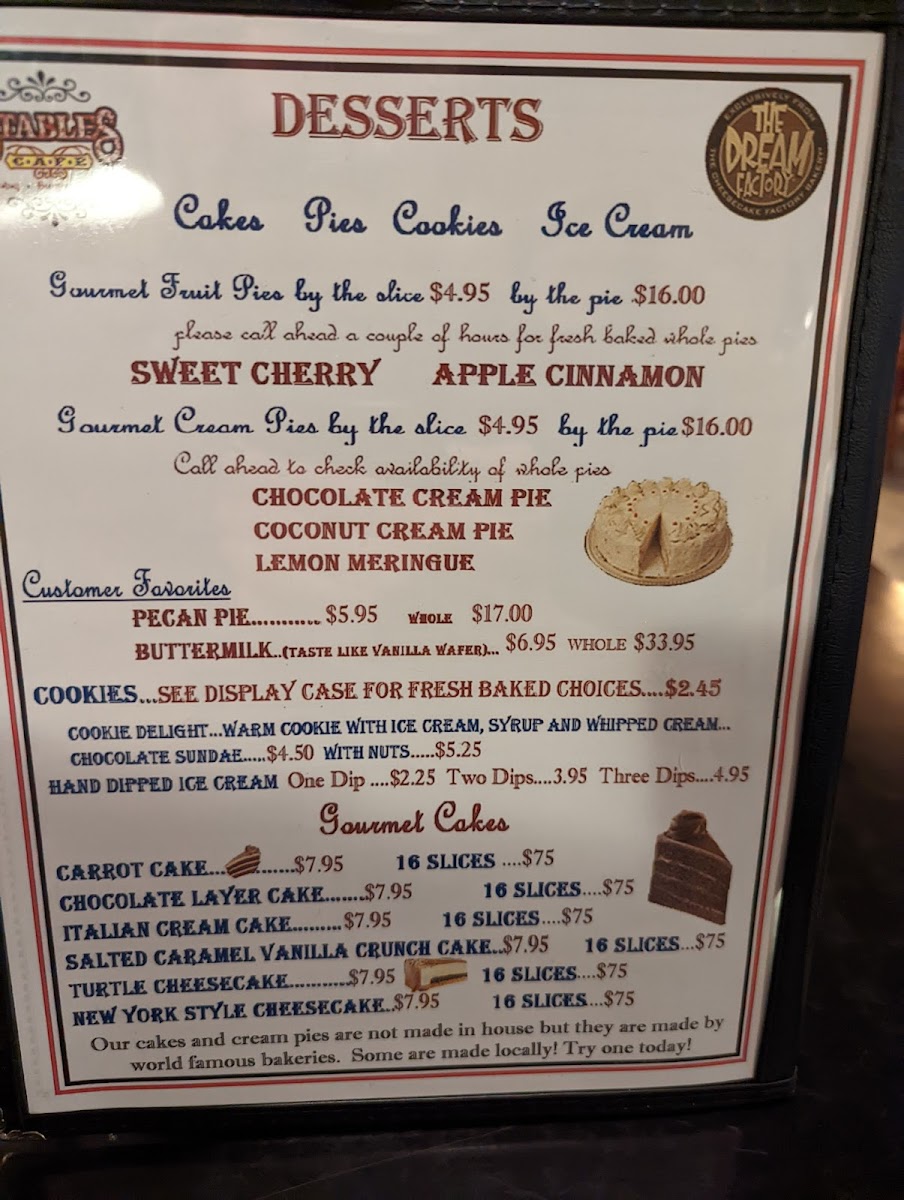 TABLES
CAFE
DESSERTS
EXCLUSIVELY FROM
THE
DREAM
FACTORY
THE CHEESECAKE FACTORY BAKERY
Cakes Pies Cookies Ice Cream
Gourmet Fruit Pies by the slice $4.95 by the pie $16.00
please call ahead a couple of hours for fresh baked whole pies
SWEET CHERRY APPLE CINNAMON
Gourmet Cream Pies by the slice $4.95 by the pie $16.00
Call ahead to check availability of whole pies
CHOCOLATE CREAM PIE
COCONUT CREAM PIE
LEMON MERINGUE
Customer Favorites
PECAN PIE............ $5.95 WHOLE $17.00
BUTTERMILK..(TASTE LIKE VANILLA WAFER)... $6.95 WHOLE $33.95
COOKIES...SEE DISPLAY CASE FOR FRESH BAKED CHOICES....$2.45
COOKIE DELIGHT...WARM COOKIE WITH ICE CREAM, SYRUP AND WHIPPED CREAM...
CHOCOLATE SUNDAE.....$4.50 WITH NUTS.....$5.25
HAND DIPPED ICE CREAM One Dip ....$2.25 Two Dips....3.95 Three Dips....4.95
Gourmet Cakes
CARROT CAKE... .......$7.95 16 SLICES ....$75
CHOCOLATE LAYER CAKE.......$7.95 16 SLICES....$75
ITALIAN CREAM CAKE.........$7.95 16 SLICES....$75
SALTED CARAMEL VANILLA CRUNCH CAKE..$7.95 16 SLICES...$75
TURTLE CHEESECAKE...........$7.95 16 SLICES....$75
NEW YORK STYLE CHEESECAKE..$7.95 16 SLICES...$75
Our cakes and cream pies are not made in house but they are made by
world famous bakeries. Some are made locally! Try one today!